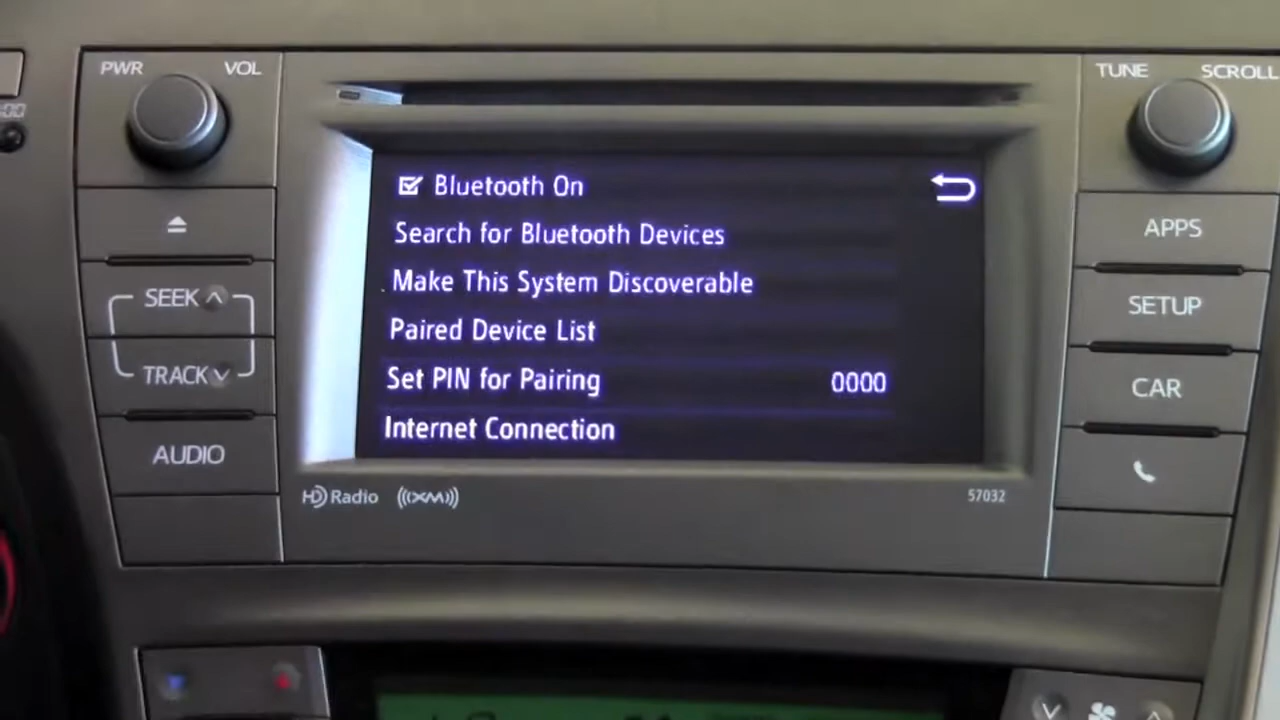 PWR VOL
TUNE SCROLL
:00
Bluetooth On
Search for Bluetooth Devices
Make This System Discoverable
Paired Device List
Set PIN for Pairing 0000
Internet Connection
SEEK
TRACK
AUDIO
APPS
SETUP
CAR
HD Radio
((XM))
57032